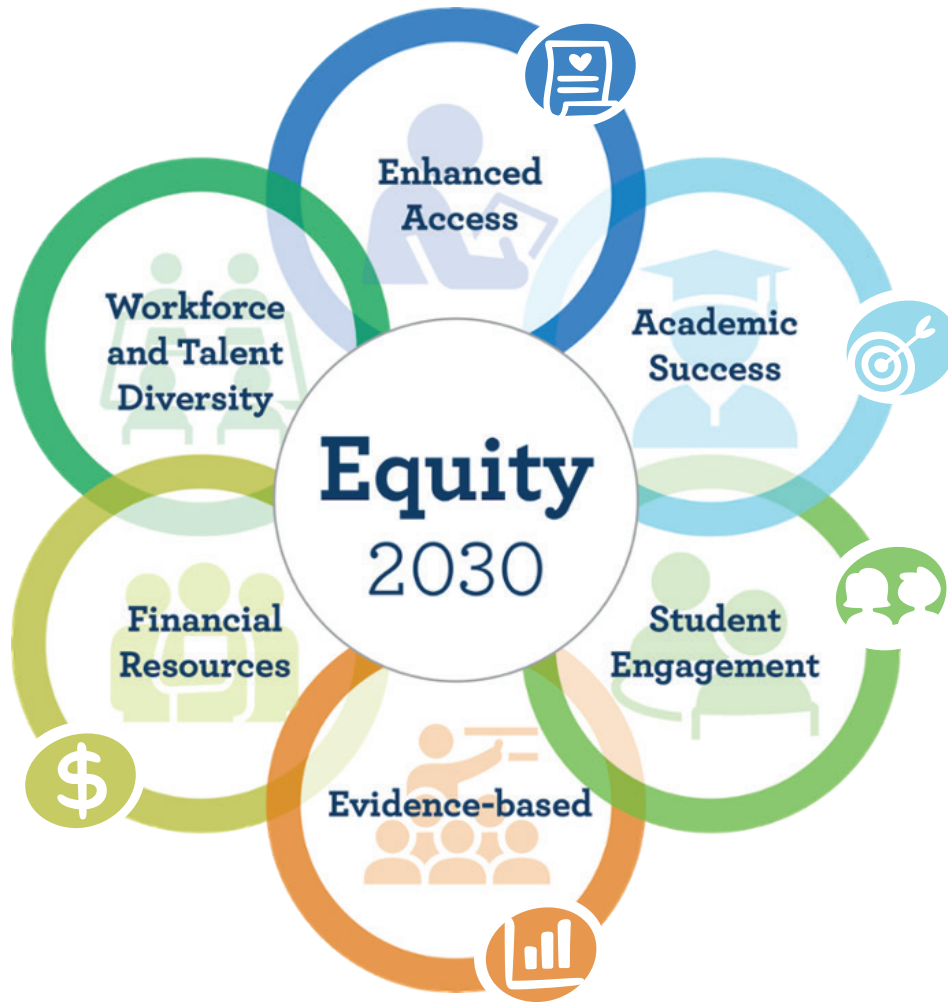 Enhanced
Access
Academic
Success
Student
Engagement
Evidence-based
Financial
Resources
Workforce
and Talent
Diversity
Equity
2030
$